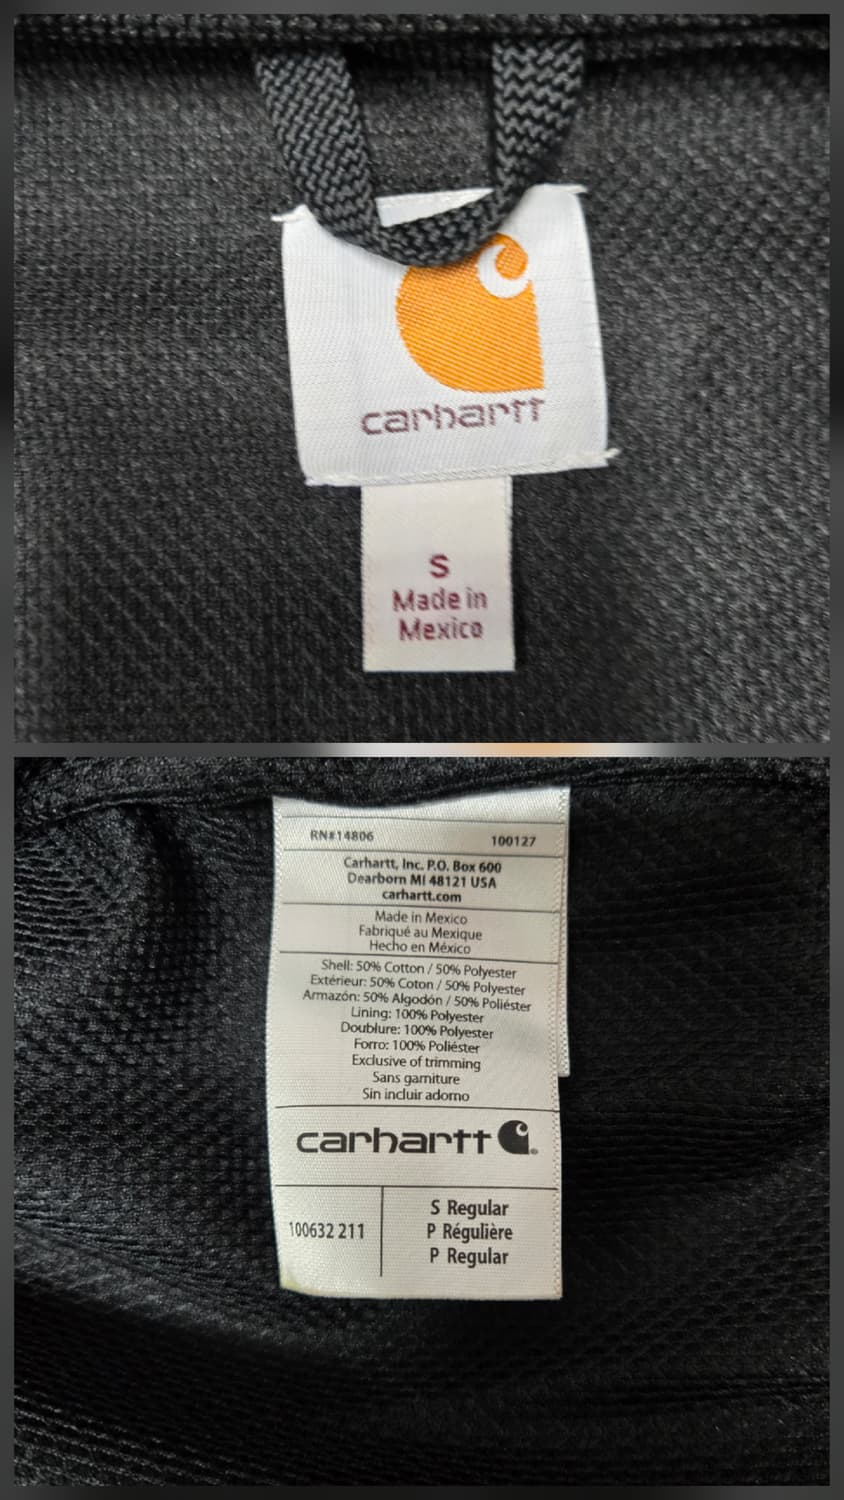 carhartt
S
Made in
Mexico
RN#14806 100127
Carhartt, Inc. P.O. Box 600
Dearborn MI 48121 USA
carhartt.com
Made in Mexico
Fabriqué au Mexique
Hecho en México
Shell: 50% Cotton / 50% Polyester
Extérieur: 50% Coton / 50% Polyester
Armazón: 50% Algodón / 50% Poliéster
Lining: 100% Polyester
Doublure: 100% Polyester
Forro: 100% Poliéster
Exclusive of trimming
Sans garniture
Sin incluir adorno
carhartt
100632 211
S Regular
P Régulière
P Regular